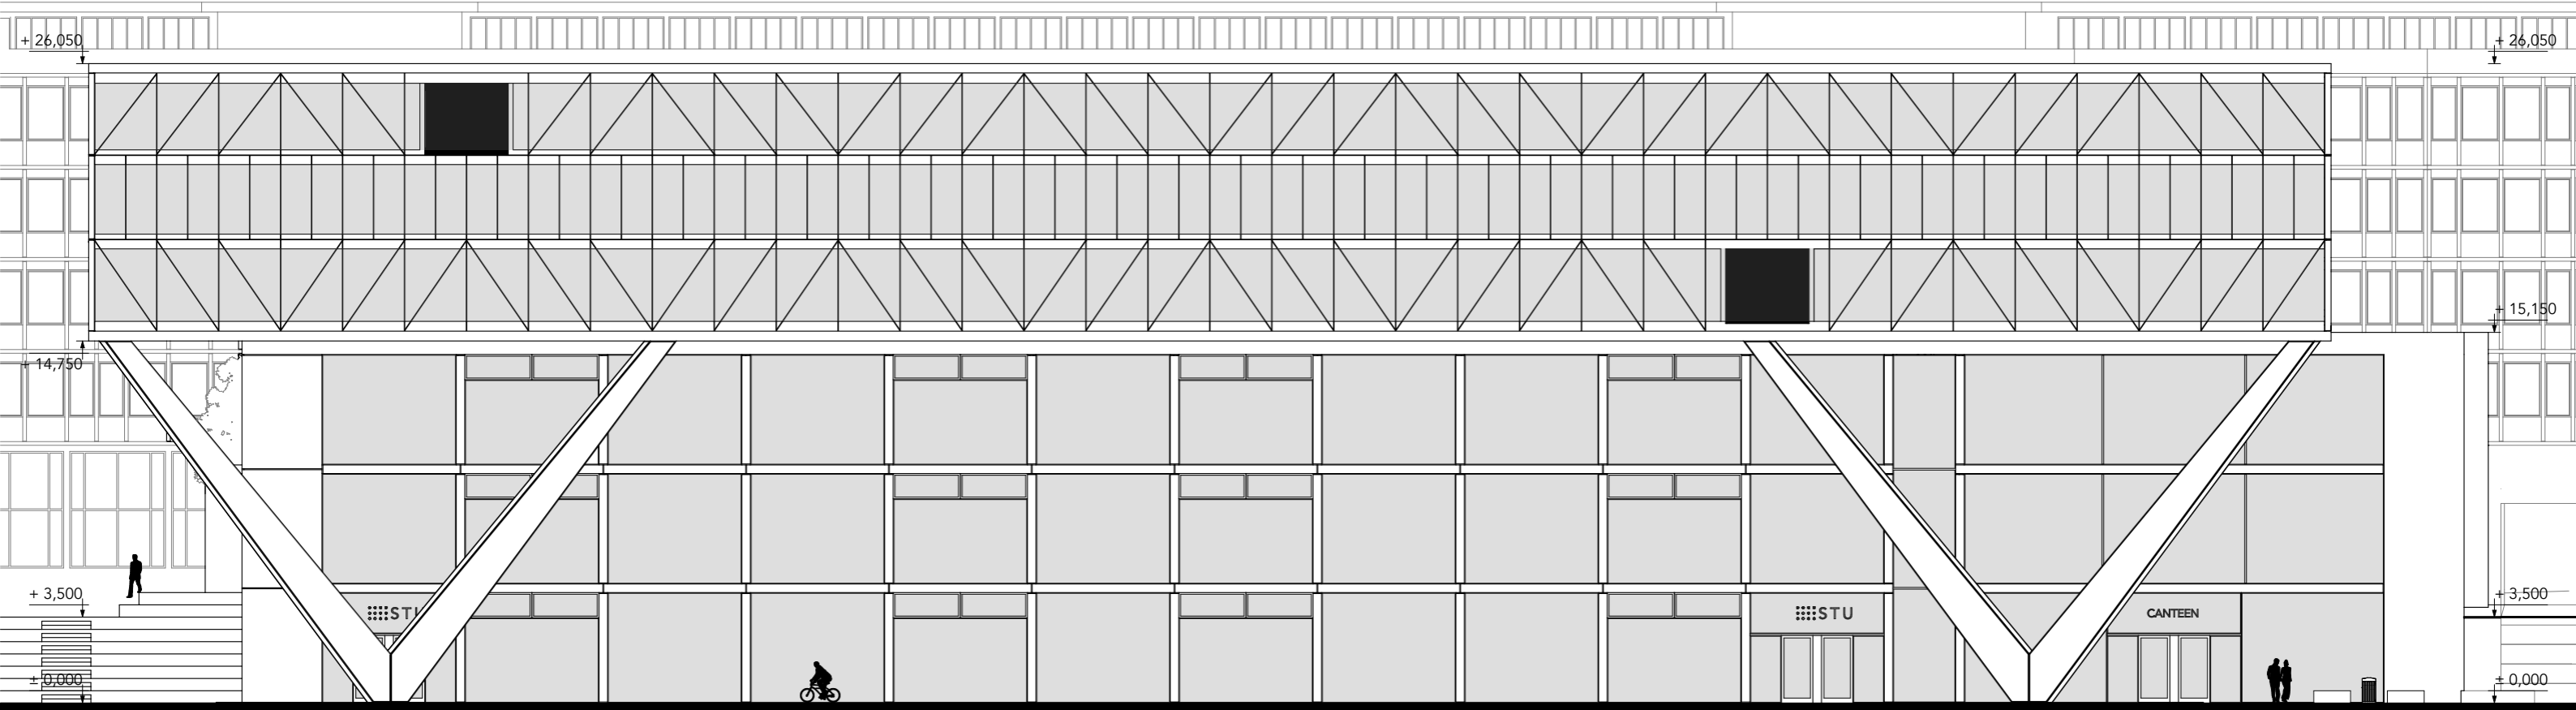 + 26,050
+ 26,050
+ 15,150
+ 14,750
+ 3,500
+ 3,500
STU
STU
CANTEEN
± 0,000
± 0,000